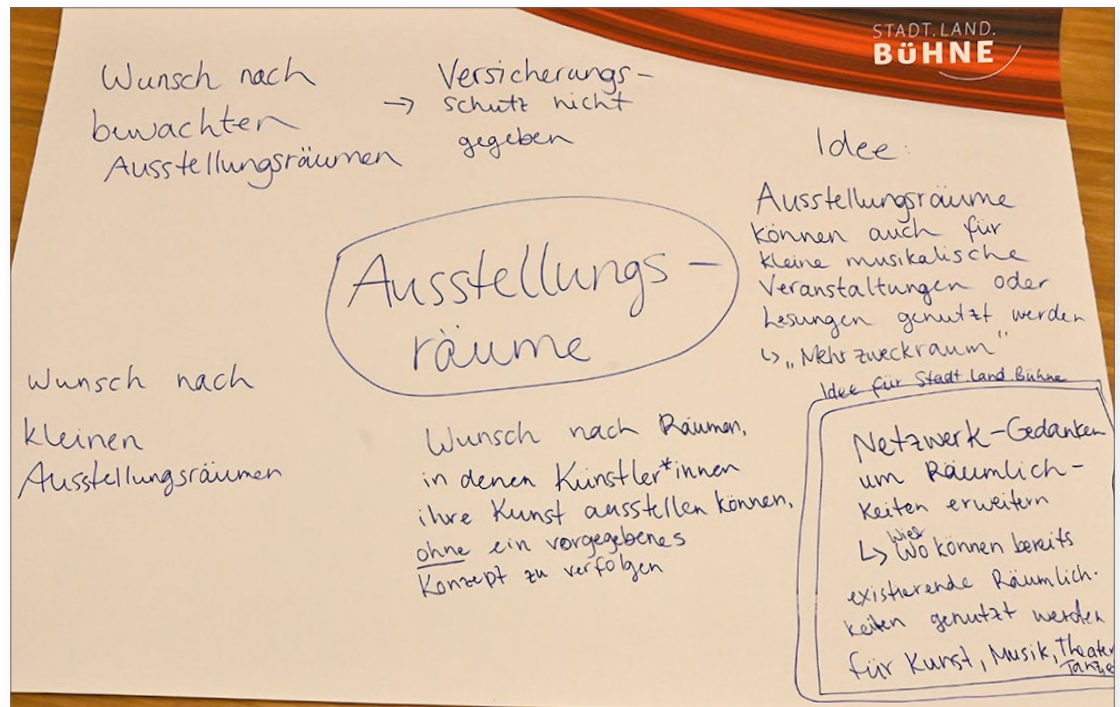 STADT.LAND.
BÜHNE
Wunsch nach
bewachten
Ausstellungsräumen
→ Versicherungs-
schutz nicht
gegeben
Idee:
Ausstellungsräume
können auch für
kleine musikalische
Veranstaltungen oder
Lesungen genutzt werden
↳ „Mehrzweckraum"
Ausstellungs-
räume
Wunsch nach
kleinen
Ausstellungsräumen
Wunsch nach Räumen,
in denen Künstler*innen
ihre Kunst ausstellen können,
ohne ein vorgegebenes
Konzept zu verfolgen
Idee für Stadt.Land.Bühne
Netzwerk-Gedanken
um Räumlich-
keiten erweitern
↳ Wo können bereits
existierende Räumlich-
keiten genutzt werden
für Kunst, Musik, Theater